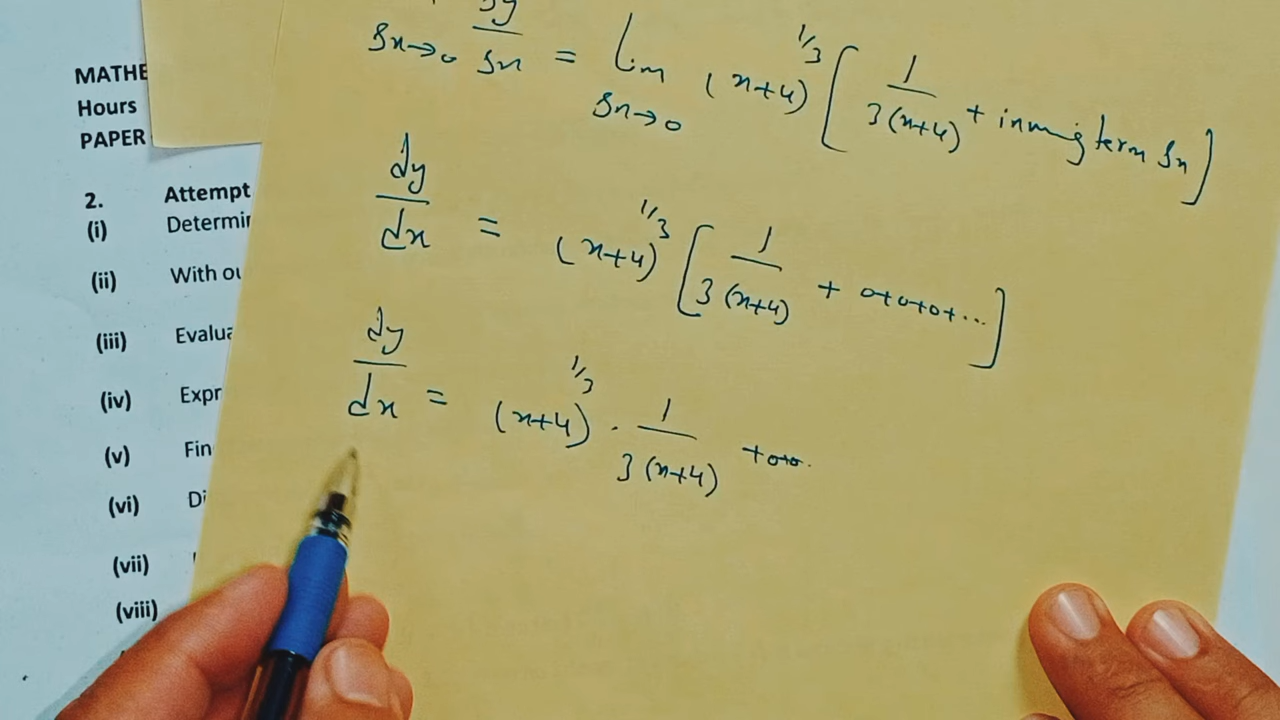 MATHE
Hours
PAPER
2. Attempt
(i) Determin
(ii) With ou
(iii) Evalua
(iv) Expr
(v) Fin
(vi) Di
(vii)
(viii)
δx→0 δy/δx = Lim δx→0 (x+4)^1/3 [1/3(x+4) + inving term δx]
dy/dx = (x+4)^1/3 [1/3(x+4) + 0+0+0+...]
dy/dx = (x+4)^1/3 . 1/3(x+4) +0+0.